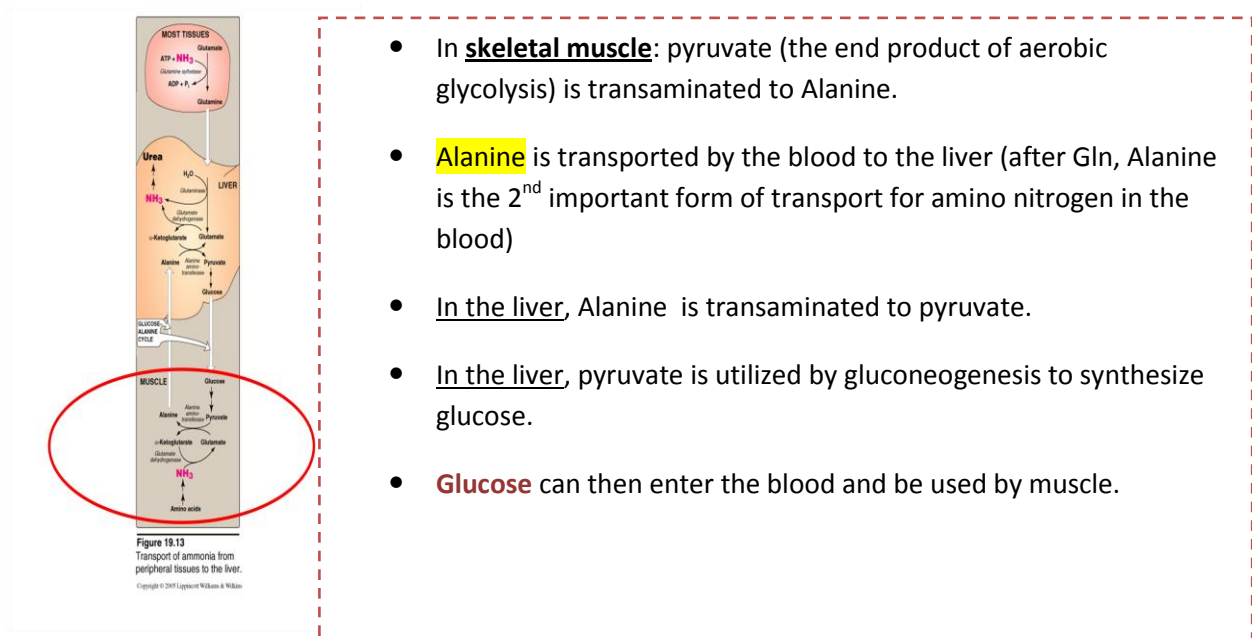 MOST TISSUES
Glutamate
ATP + NH₃
Glutamine sythetase
ADP + Pᵢ
Glutamine
Urea
H₂O
LIVER
Glutaminase
NH₃
Glutamate
dehydrogenase
α-Ketoglutarate Glutamate
Alanine Alanine Pyruvate
amino-
transferase
Glucose
GLUCOSE-
ALANINE
CYCLE
MUSCLE Glucose
Alanine Alanine Pyruvate
amino-
transferase
α-Ketoglutarate Glutamate
Glutamate
dehydrogenase
NH₃
Amino acids
Figure 19.13
Transport of ammonia from
peripheral tissues to the liver.
Copyright © 2005 Lippincott Williams & Wilkins
• In skeletal muscle: pyruvate (the end product of aerobic
glycolysis) is transaminated to Alanine.
• Alanine is transported by the blood to the liver (after Gln, Alanine
is the 2nd important form of transport for amino nitrogen in the
blood)
• In the liver, Alanine is transaminated to pyruvate.
• In the liver, pyruvate is utilized by gluconeogenesis to synthesize
glucose.
• Glucose can then enter the blood and be used by muscle.